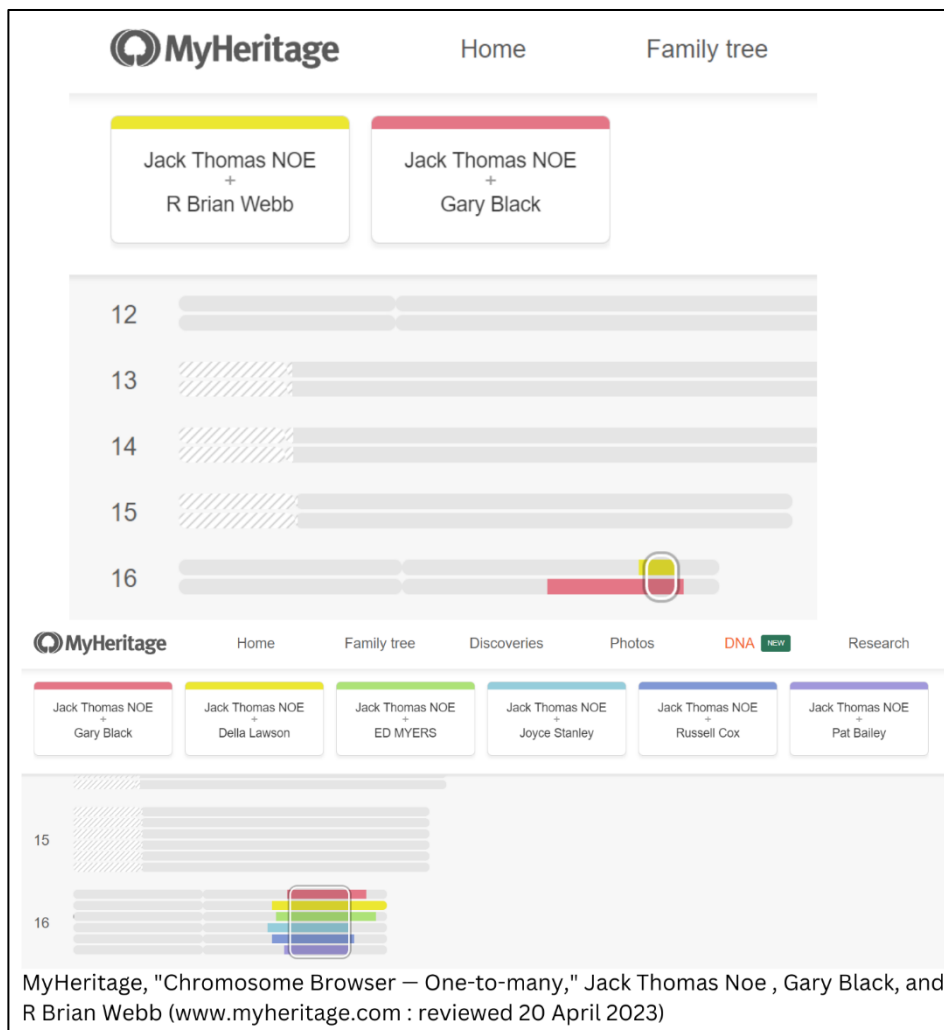 MyHeritage Home Family tree
Jack Thomas NOE Jack Thomas NOE
+ +
R Brian Webb Gary Black
12
13
14
15
16
MyHeritage Home Family tree Discoveries Photos DNA NEW Research
Jack Thomas NOE Jack Thomas NOE Jack Thomas NOE Jack Thomas NOE Jack Thomas NOE Jack Thomas NOE
+ + + + + +
Gary Black Della Lawson ED MYERS Joyce Stanley Russell Cox Pat Bailey
15
16
MyHeritage, "Chromosome Browser — One-to-many," Jack Thomas Noe , Gary Black, and
R Brian Webb (www.myheritage.com : reviewed 20 April 2023)